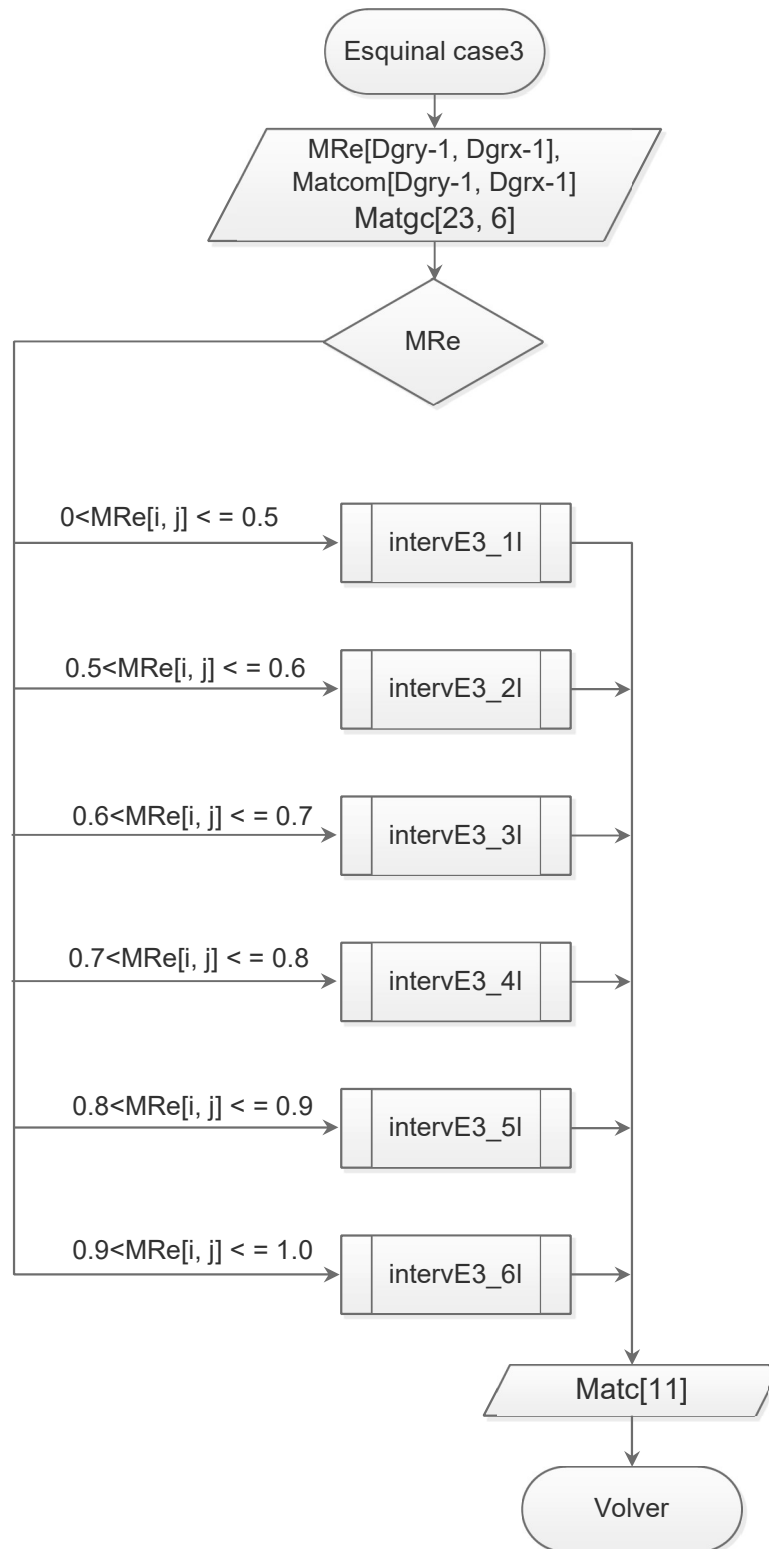 Esquinal case3
MRe[Dgry-1, Dgrx-1],
Matcom[Dgry-1, Dgrx-1]
Matgc[23, 6]
MRe
0<MRe[i, j] < = 0.5
intervE3_1I
0.5<MRe[i, j] < = 0.6
intervE3_2I
0.6<MRe[i, j] < = 0.7
intervE3_3I
0.7<MRe[i, j] < = 0.8
intervE3_4I
0.8<MRe[i, j] < = 0.9
intervE3_5I
0.9<MRe[i, j] < = 1.0
intervE3_6I
Matc[11]
Volver